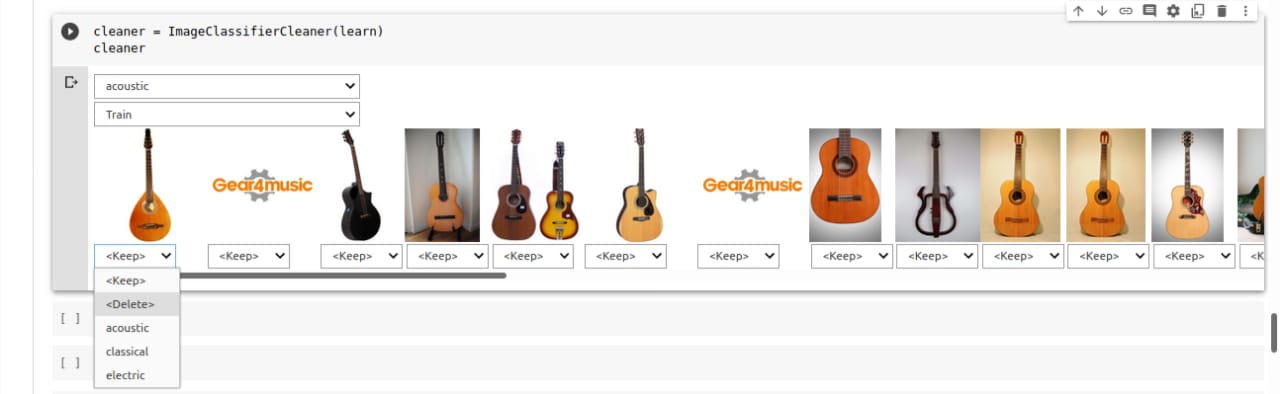 cleaner = ImageClassifierCleaner(learn)
cleaner
acoustic
Train
Gear4music Gear4music
<Keep> <Keep> <Keep> <Keep> <Keep> <Keep> <Keep> <Keep> <Keep> <Keep> <Keep> <Keep> <K
<Keep>
<Delete>
[ ]
acoustic
classical
[ ]
electric